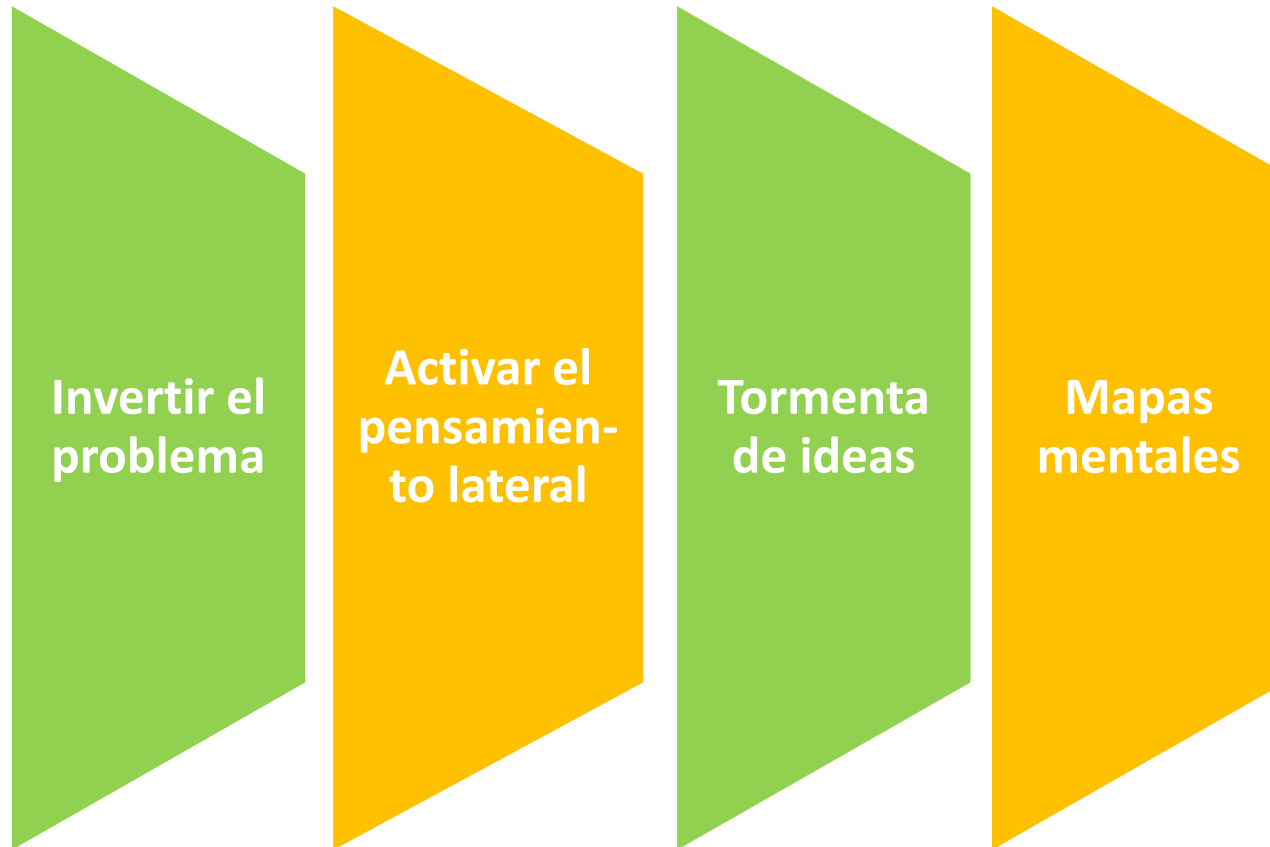 Invertir el
problema
Activar el
pensamien-
to lateral
Tormenta
de ideas
Mapas
mentales